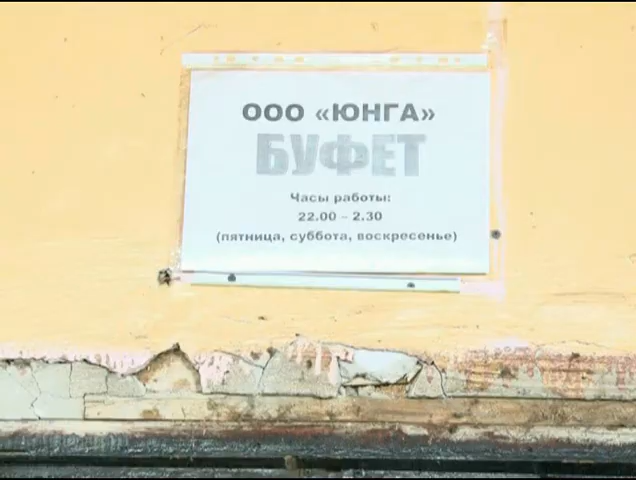 ООО «ЮНГА»
БУФЕТ
Часы работы:
22.00 – 2.30
(пятница, суббота, воскресенье)